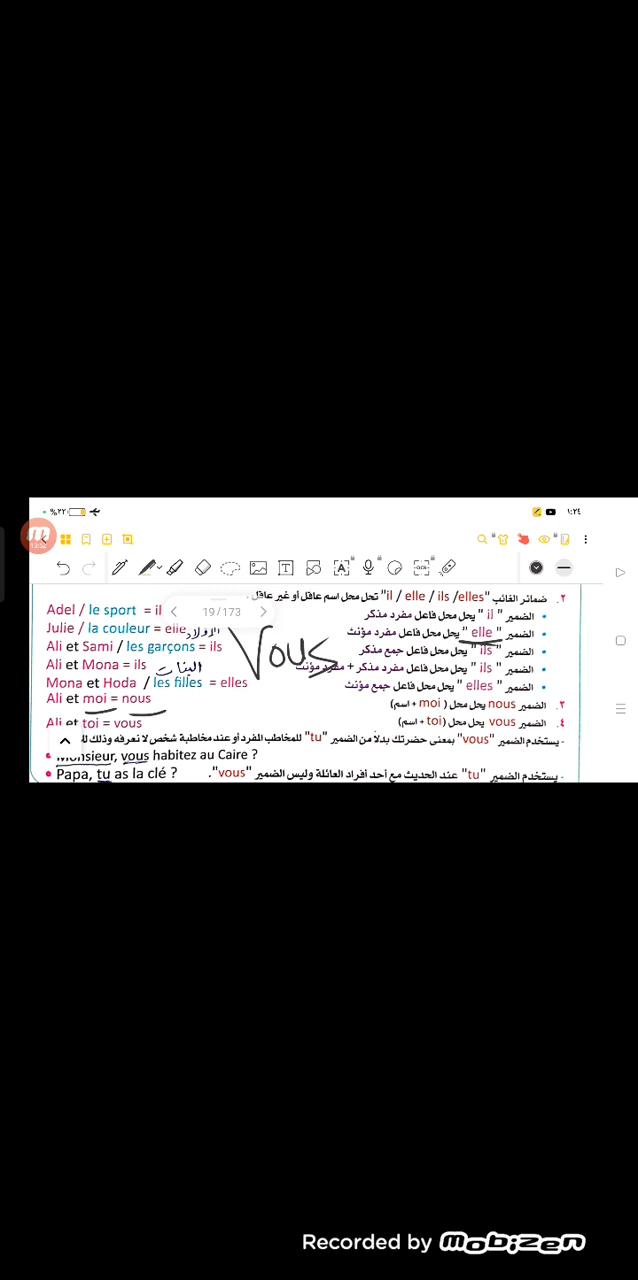 %٢٢ ١:٢٤
13:52
٢. ضمائر الغائب "il / elle / ils /elles" تحل محل اسم عاقل أو غير عاقل .
Adel / le sport = il • الضمير "il" يحل محل فاعل مفرد مذكر
19/173
Julie / la couleur = elle الاولاد • الضمير "elle" يحل محل فاعل مفرد مؤنث
Vous
Ali et Sami / les garçons = ils • الضمير "ils" يحل محل فاعل جمع مذكر
Ali et Mona = ils البنات • الضمير "ils" يحل محل فاعل مفرد مذكر + مفرد مؤنث
Mona et Hoda / les filles = elles • الضمير "elles" يحل محل فاعل جمع مؤنث
Ali et moi = nous ٣. الضمير nous يحل محل (moi + اسم)
Ali et toi = vous ٤. الضمير vous يحل محل (toi + اسم)
- يستخدم الضمير "vous" بمعنى حضرتك بدلاً من الضمير "tu" للمخاطب المفرد أو عند مخاطبة شخص لا نعرفه وذلك
• Monsieur, vous habitez au Caire ?
- يستخدم الضمير "tu" عند الحديث مع أحد أفراد العائلة وليس الضمير "vous".
• Papa, tu as la clé ?
Recorded by mobizen